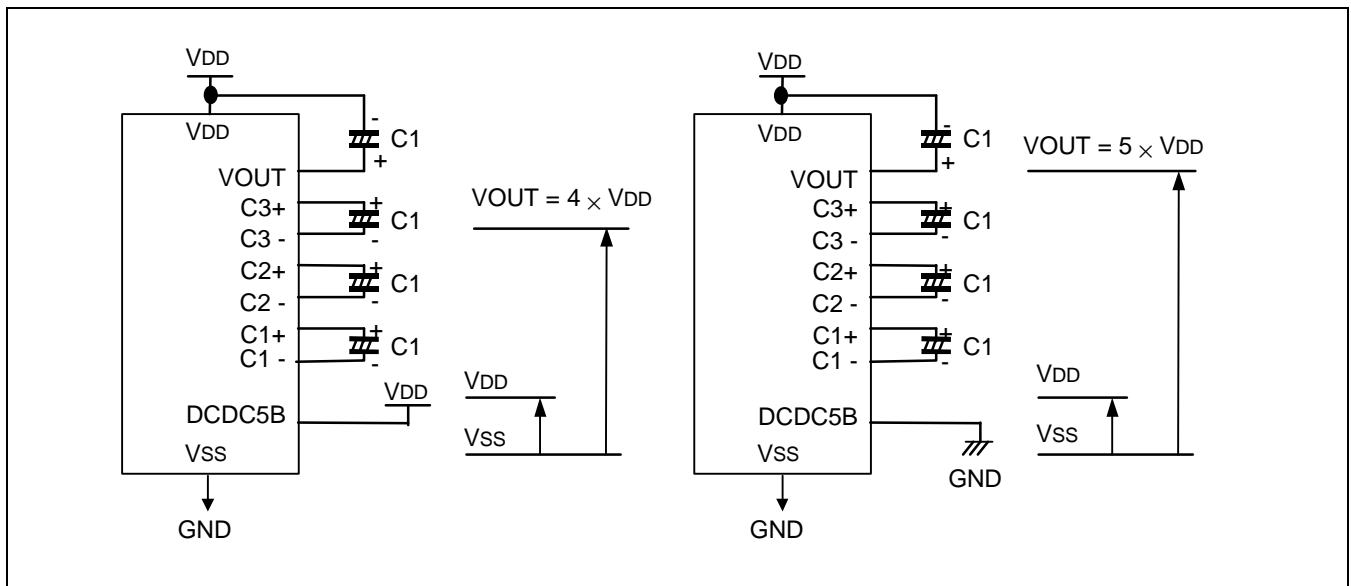 VDD
VDD
- C1
+
VOUT
C3+
+ C1
C3 -
-
C2+
+ C1
C2 -
-
C1+
+ C1
C1 -
-
DCDC5B
VDD
VSS
GND
VOUT = 4 × VDD
VDD
VSS
VDD
VDD
- C1
+
VOUT
C3+
+ C1
C3 -
-
C2+
+ C1
C2 -
-
C1+
+ C1
C1 -
-
DCDC5B
GND
VSS
GND
VOUT = 5 × VDD
VDD
VSS